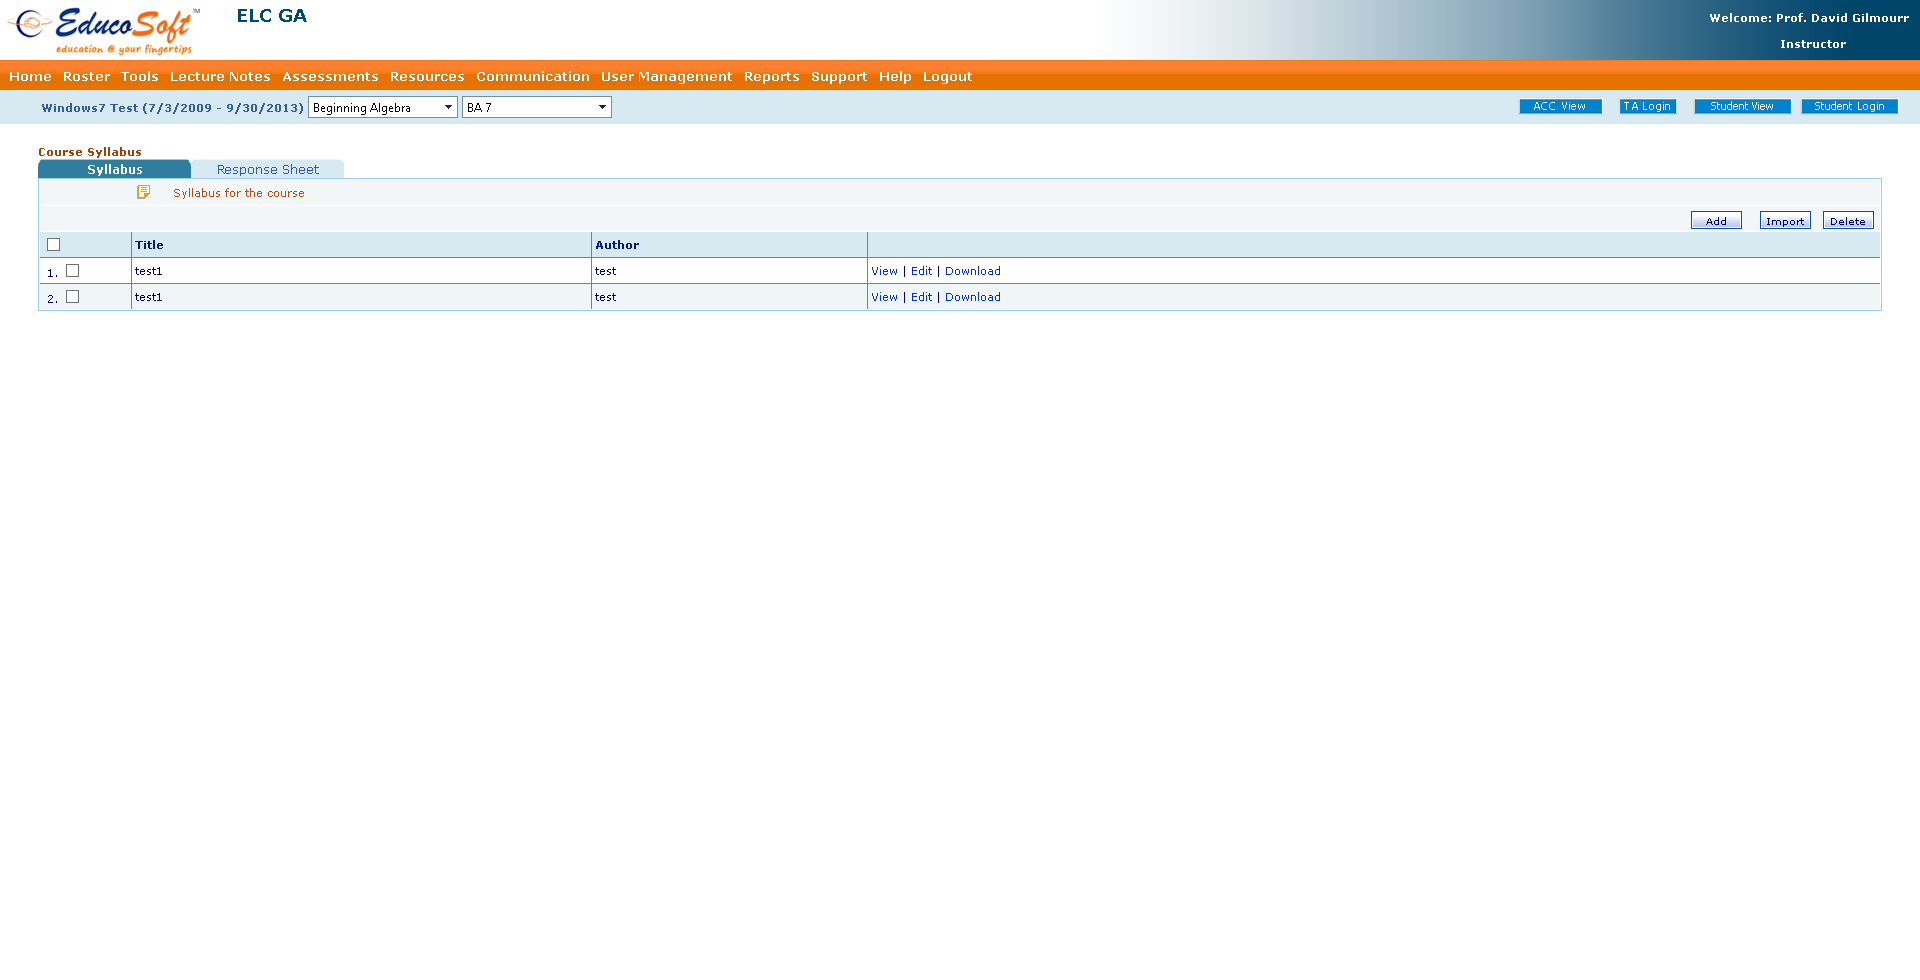 EducoSoft™ ELC GA Welcome: Prof. David Gilmourr
education @ your fingertips Instructor
Home Roster Tools Lecture Notes Assessments Resources Communication User Management Reports Support Help Logout
Windows7 Test (7/3/2009 - 9/30/2013) Beginning Algebra BA 7 ACC View TA Login Student View Student Login
Course Syllabus
Syllabus Response Sheet
Syllabus for the course
Add Import Delete
Title Author
1. test1 test View | Edit | Download
2. test1 test View | Edit | Download